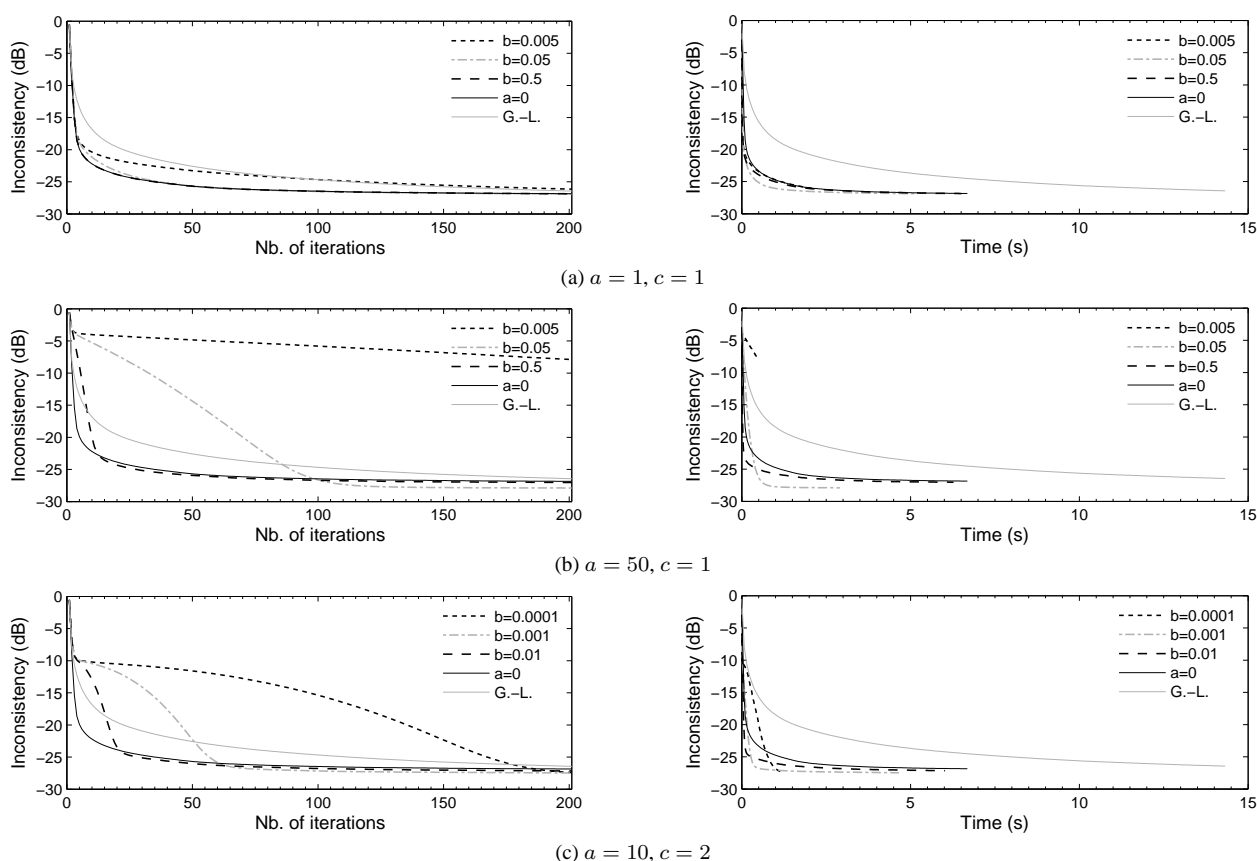 0
−5
−10
−15
−20
−25
−30
Inconsistency (dB)
0 50 100 150 200
Nb. of iterations
b=0.005
b=0.05
b=0.5
a=0
G.−L.
0
−5
−10
−15
−20
−25
−30
Inconsistency (dB)
0 5 10 15
Time (s)
b=0.005
b=0.05
b=0.5
a=0
G.−L.
(a) a = 1, c = 1
0
−5
−10
−15
−20
−25
−30
Inconsistency (dB)
0 50 100 150 200
Nb. of iterations
b=0.005
b=0.05
b=0.5
a=0
G.−L.
0
−5
−10
−15
−20
−25
−30
Inconsistency (dB)
0 5 10 15
Time (s)
b=0.005
b=0.05
b=0.5
a=0
G.−L.
(b) a = 50, c = 1
0
−5
−10
−15
−20
−25
−30
Inconsistency (dB)
0 50 100 150 200
Nb. of iterations
b=0.0001
b=0.001
b=0.01
a=0
G.−L.
0
−5
−10
−15
−20
−25
−30
Inconsistency (dB)
0 5 10 15
Time (s)
b=0.0001
b=0.001
b=0.01
a=0
G.−L.
(c) a = 10, c = 2